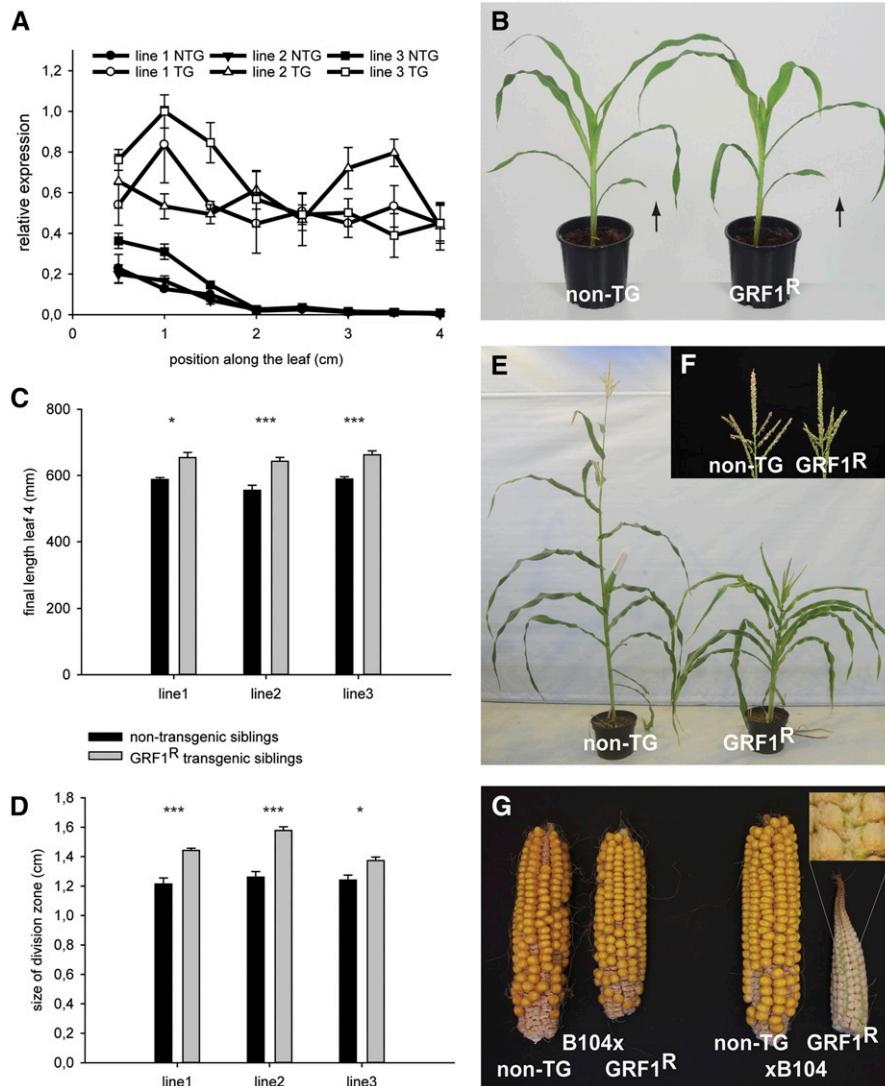 A
line 1 NTG line 2 NTG line 3 NTG
line 1 TG line 2 TG line 3 TG
relative expression
1,2
1,0
0,8
0,6
0,4
0,2
0,0
0 1 2 3 4
position along the leaf (cm)
B
non-TG GRF1R
C
final length leaf 4 (mm)
800
600
400
200
0
* *** ***
line1 line2 line3
non-transgenic siblings
GRF1R transgenic siblings
D
size of division zone (cm)
1,8
1,6
1,4
1,2
1,0
0,8
0,6
0,4
0,2
0,0
*** *** *
line1 line2 line3
E
non-TG GRF1R
F
non-TG GRF1R
G
B104x
non-TG GRF1R
non-TG GRF1R
xB104